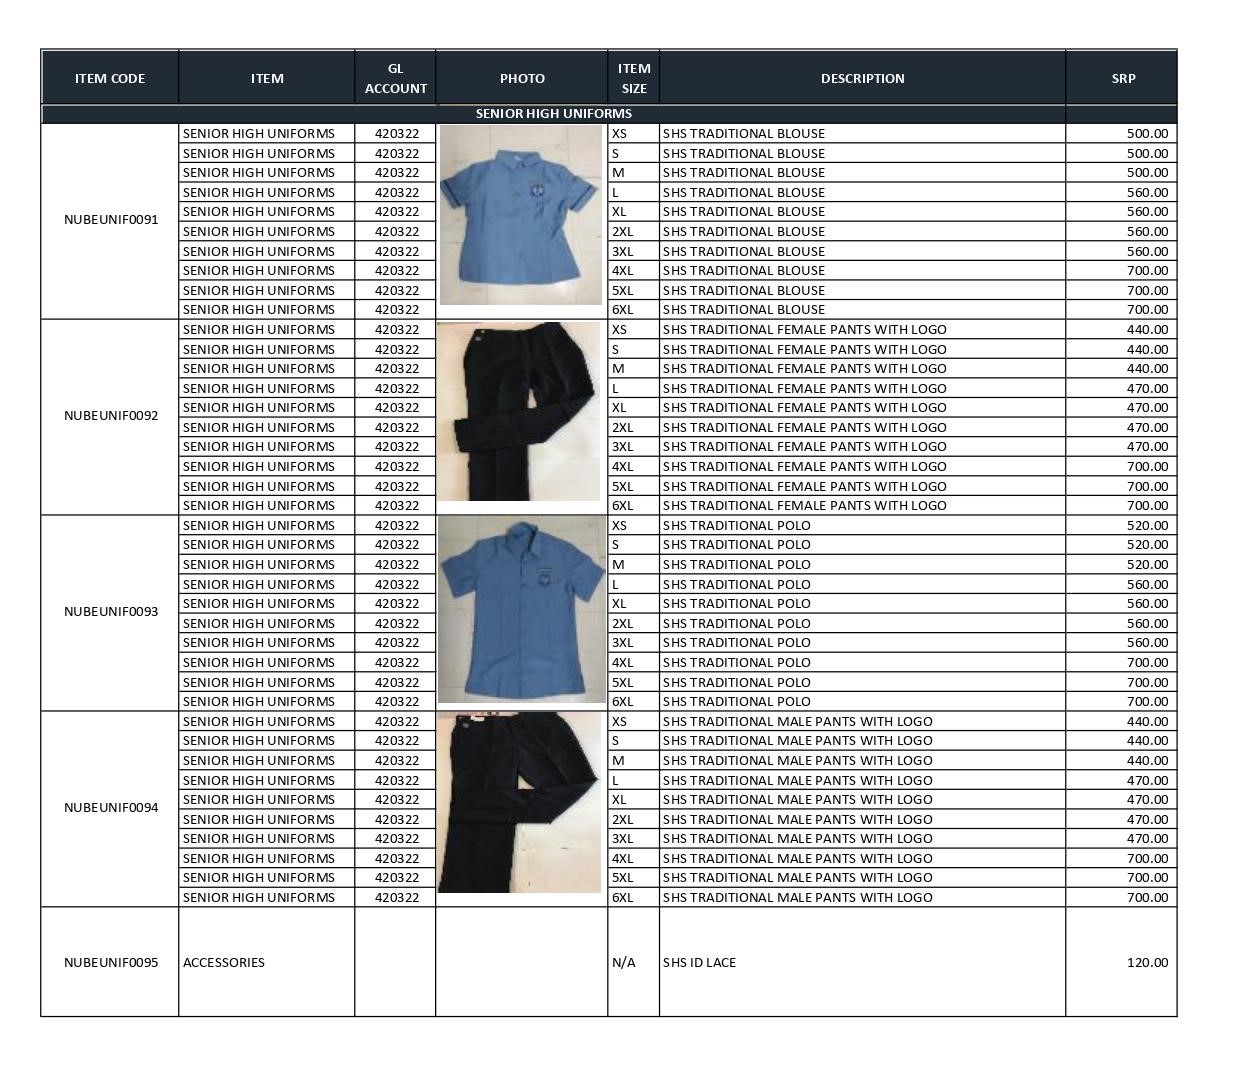 ITEM CODE ITEM GL ACCOUNT PHOTO ITEM SIZE DESCRIPTION SRP
SENIOR HIGH UNIFORMS
NUBEUNIF0091
SENIOR HIGH UNIFORMS 420322 XS SHS TRADITIONAL BLOUSE 500.00
SENIOR HIGH UNIFORMS 420322 S SHS TRADITIONAL BLOUSE 500.00
SENIOR HIGH UNIFORMS 420322 M SHS TRADITIONAL BLOUSE 500.00
SENIOR HIGH UNIFORMS 420322 L SHS TRADITIONAL BLOUSE 560.00
SENIOR HIGH UNIFORMS 420322 XL SHS TRADITIONAL BLOUSE 560.00
SENIOR HIGH UNIFORMS 420322 2XL SHS TRADITIONAL BLOUSE 560.00
SENIOR HIGH UNIFORMS 420322 3XL SHS TRADITIONAL BLOUSE 560.00
SENIOR HIGH UNIFORMS 420322 4XL SHS TRADITIONAL BLOUSE 700.00
SENIOR HIGH UNIFORMS 420322 5XL SHS TRADITIONAL BLOUSE 700.00
SENIOR HIGH UNIFORMS 420322 6XL SHS TRADITIONAL BLOUSE 700.00
NUBEUNIF0092
SENIOR HIGH UNIFORMS 420322 XS SHS TRADITIONAL FEMALE PANTS WITH LOGO 440.00
SENIOR HIGH UNIFORMS 420322 S SHS TRADITIONAL FEMALE PANTS WITH LOGO 440.00
SENIOR HIGH UNIFORMS 420322 M SHS TRADITIONAL FEMALE PANTS WITH LOGO 440.00
SENIOR HIGH UNIFORMS 420322 L SHS TRADITIONAL FEMALE PANTS WITH LOGO 470.00
SENIOR HIGH UNIFORMS 420322 XL SHS TRADITIONAL FEMALE PANTS WITH LOGO 470.00
SENIOR HIGH UNIFORMS 420322 2XL SHS TRADITIONAL FEMALE PANTS WITH LOGO 470.00
SENIOR HIGH UNIFORMS 420322 3XL SHS TRADITIONAL FEMALE PANTS WITH LOGO 470.00
SENIOR HIGH UNIFORMS 420322 4XL SHS TRADITIONAL FEMALE PANTS WITH LOGO 700.00
SENIOR HIGH UNIFORMS 420322 5XL SHS TRADITIONAL FEMALE PANTS WITH LOGO 700.00
SENIOR HIGH UNIFORMS 420322 6XL SHS TRADITIONAL FEMALE PANTS WITH LOGO 700.00
NUBEUNIF0093
SENIOR HIGH UNIFORMS 420322 XS SHS TRADITIONAL POLO 520.00
SENIOR HIGH UNIFORMS 420322 S SHS TRADITIONAL POLO 520.00
SENIOR HIGH UNIFORMS 420322 M SHS TRADITIONAL POLO 520.00
SENIOR HIGH UNIFORMS 420322 L SHS TRADITIONAL POLO 560.00
SENIOR HIGH UNIFORMS 420322 XL SHS TRADITIONAL POLO 560.00
SENIOR HIGH UNIFORMS 420322 2XL SHS TRADITIONAL POLO 560.00
SENIOR HIGH UNIFORMS 420322 3XL SHS TRADITIONAL POLO 560.00
SENIOR HIGH UNIFORMS 420322 4XL SHS TRADITIONAL POLO 700.00
SENIOR HIGH UNIFORMS 420322 5XL SHS TRADITIONAL POLO 700.00
SENIOR HIGH UNIFORMS 420322 6XL SHS TRADITIONAL POLO 700.00
NUBEUNIF0094
SENIOR HIGH UNIFORMS 420322 XS SHS TRADITIONAL MALE PANTS WITH LOGO 440.00
SENIOR HIGH UNIFORMS 420322 S SHS TRADITIONAL MALE PANTS WITH LOGO 440.00
SENIOR HIGH UNIFORMS 420322 M SHS TRADITIONAL MALE PANTS WITH LOGO 440.00
SENIOR HIGH UNIFORMS 420322 L SHS TRADITIONAL MALE PANTS WITH LOGO 470.00
SENIOR HIGH UNIFORMS 420322 XL SHS TRADITIONAL MALE PANTS WITH LOGO 470.00
SENIOR HIGH UNIFORMS 420322 2XL SHS TRADITIONAL MALE PANTS WITH LOGO 470.00
SENIOR HIGH UNIFORMS 420322 3XL SHS TRADITIONAL MALE PANTS WITH LOGO 470.00
SENIOR HIGH UNIFORMS 420322 4XL SHS TRADITIONAL MALE PANTS WITH LOGO 700.00
SENIOR HIGH UNIFORMS 420322 5XL SHS TRADITIONAL MALE PANTS WITH LOGO 700.00
SENIOR HIGH UNIFORMS 420322 6XL SHS TRADITIONAL MALE PANTS WITH LOGO 700.00
NUBEUNIF0095 ACCESSORIES N/A SHS ID LACE 120.00